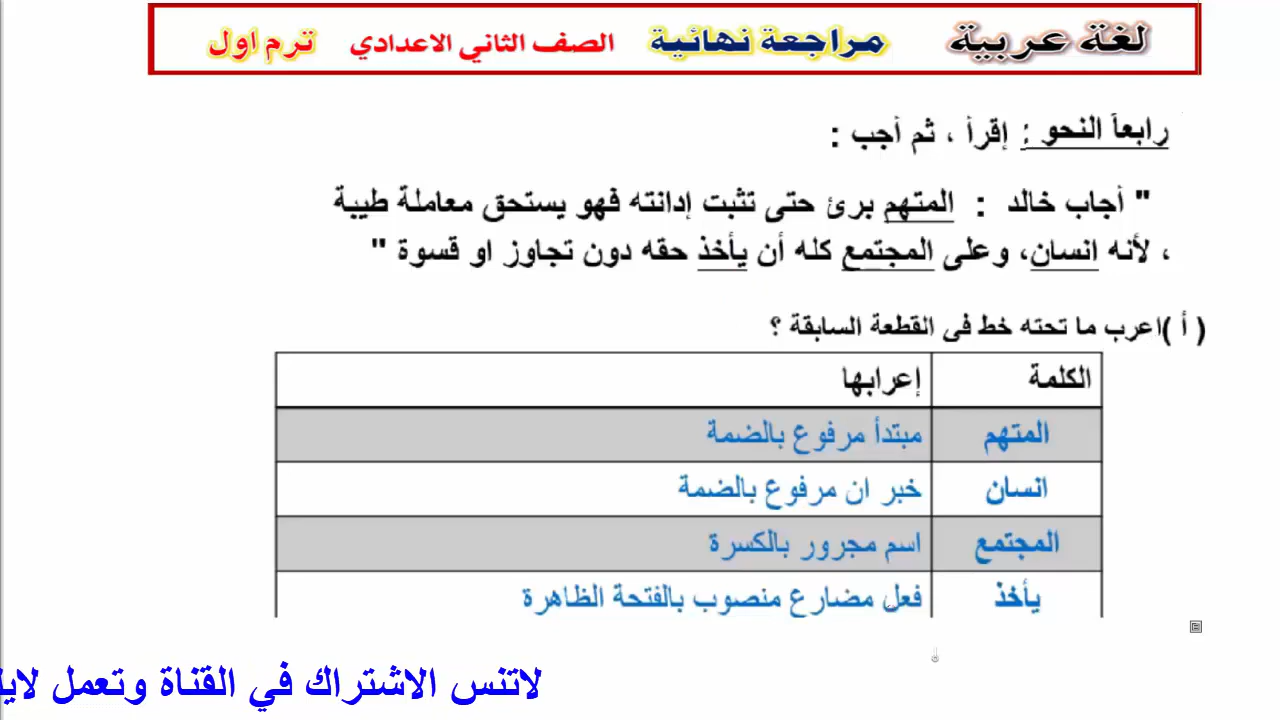 لغة عربية مراجعة نهائية الصف الثاني الاعدادي ترم اول
رابعاً النحو : إقرأ ، ثم أجب :
" أجاب خالد : المتهم برئ حتى تثبت إدانته فهو يستحق معاملة طيبة
، لأنه انسان، وعلى المجتمع كله أن يأخذ حقه دون تجاوز او قسوة "
( أ )اعرب ما تحته خط فى القطعة السابقة ؟
الكلمة إعرابها
المتهم مبتدأ مرفوع بالضمة
انسان خبر ان مرفوع بالضمة
المجتمع اسم مجرور بالكسرة
يأخذ فعل مضارع منصوب بالفتحة الظاهرة
لاتنس الاشتراك في القناة وتعمل